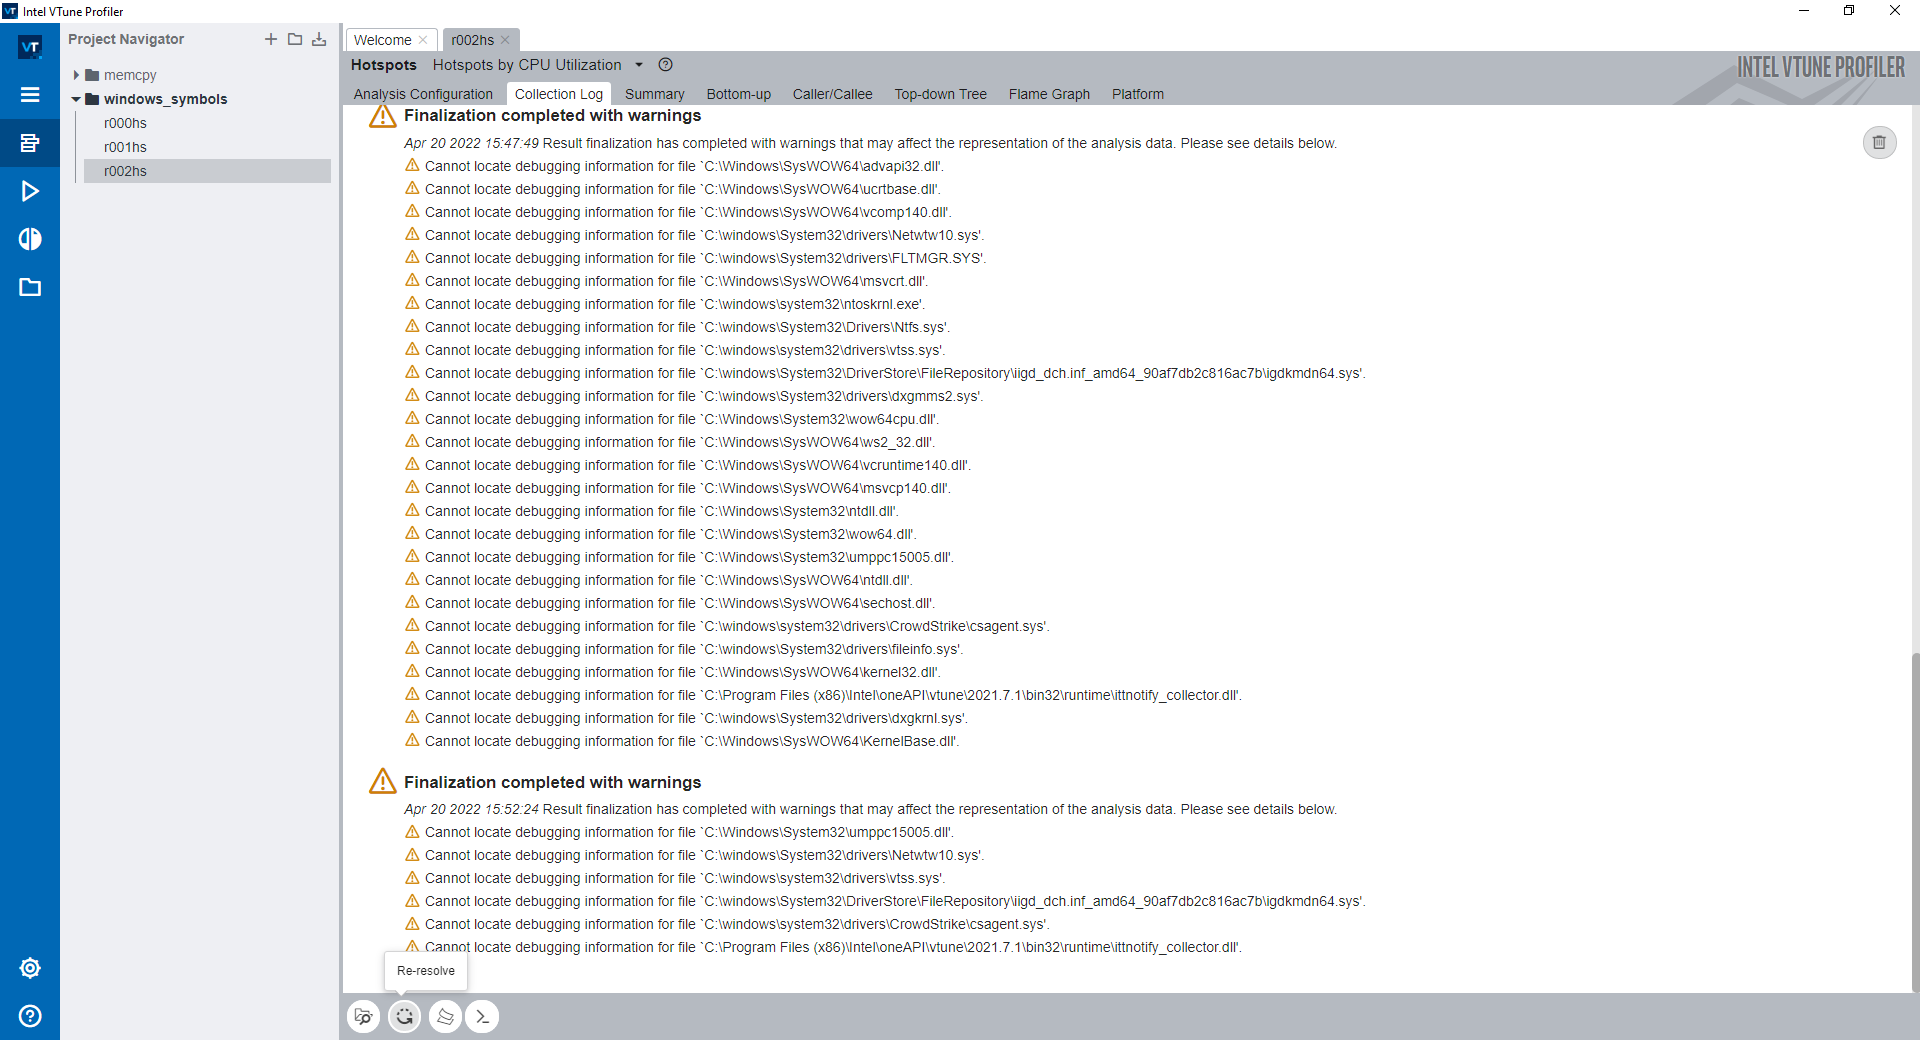 Intel VTune Profiler
VT
Project Navigator
memcpy
windows_symbols
r000hs
r001hs
r002hs
Welcome
r002hs
Hotspots Hotspots by CPU Utilization
INTEL VTUNE PROFILER
Analysis Configuration Collection Log Summary Bottom-up Caller/Callee Top-down Tree Flame Graph Platform
Finalization completed with warnings
Apr 20 2022 15:47:49 Result finalization has completed with warnings that may affect the representation of the analysis data. Please see details below.
Cannot locate debugging information for file `C:\Windows\SysWOW64\advapi32.dll'.
Cannot locate debugging information for file `C:\Windows\SysWOW64\ucrtbase.dll'.
Cannot locate debugging information for file `C:\Windows\SysWOW64\vcomp140.dll'.
Cannot locate debugging information for file `C:\windows\System32\drivers\Netwtw10.sys'.
Cannot locate debugging information for file `C:\windows\System32\drivers\FLTMGR.SYS'.
Cannot locate debugging information for file `C:\Windows\SysWOW64\msvcrt.dll'.
Cannot locate debugging information for file `C:\windows\system32\ntoskrnl.exe'.
Cannot locate debugging information for file `C:\windows\System32\Drivers\Ntfs.sys'.
Cannot locate debugging information for file `C:\windows\system32\drivers\vtss.sys'.
Cannot locate debugging information for file `C:\windows\System32\DriverStore\FileRepository\iigd_dch.inf_amd64_90af7db2c816ac7b\igdkmdn64.sys'.
Cannot locate debugging information for file `C:\windows\System32\drivers\dxgmms2.sys'.
Cannot locate debugging information for file `C:\Windows\System32\wow64cpu.dll'.
Cannot locate debugging information for file `C:\Windows\SysWOW64\ws2_32.dll'.
Cannot locate debugging information for file `C:\Windows\SysWOW64\vcruntime140.dll'.
Cannot locate debugging information for file `C:\Windows\SysWOW64\msvcp140.dll'.
Cannot locate debugging information for file `C:\Windows\System32\ntdll.dll'.
Cannot locate debugging information for file `C:\Windows\System32\wow64.dll'.
Cannot locate debugging information for file `C:\Windows\System32\umppc15005.dll'.
Cannot locate debugging information for file `C:\Windows\SysWOW64\ntdll.dll'.
Cannot locate debugging information for file `C:\Windows\SysWOW64\sechost.dll'.
Cannot locate debugging information for file `C:\windows\system32\drivers\CrowdStrike\csagent.sys'.
Cannot locate debugging information for file `C:\windows\System32\drivers\fileinfo.sys'.
Cannot locate debugging information for file `C:\Windows\SysWOW64\kernel32.dll'.
Cannot locate debugging information for file `C:\Program Files (x86)\Intel\oneAPI\vtune\2021.7.1\bin32\runtime\ittnotify_collector.dll'.
Cannot locate debugging information for file `C:\windows\System32\drivers\dxgkrnl.sys'.
Cannot locate debugging information for file `C:\Windows\SysWOW64\KernelBase.dll'.
Finalization completed with warnings
Apr 20 2022 15:52:24 Result finalization has completed with warnings that may affect the representation of the analysis data. Please see details below.
Cannot locate debugging information for file `C:\Windows\System32\umppc15005.dll'.
Cannot locate debugging information for file `C:\windows\System32\drivers\Netwtw10.sys'.
Cannot locate debugging information for file `C:\windows\system32\drivers\vtss.sys'.
Cannot locate debugging information for file `C:\windows\System32\DriverStore\FileRepository\iigd_dch.inf_amd64_90af7db2c816ac7b\igdkmdn64.sys'.
Cannot locate debugging information for file `C:\windows\system32\drivers\CrowdStrike\csagent.sys'.
Cannot locate debugging information for file `C:\Program Files (x86)\Intel\oneAPI\vtune\2021.7.1\bin32\runtime\ittnotify_collector.dll'.
Re-resolve